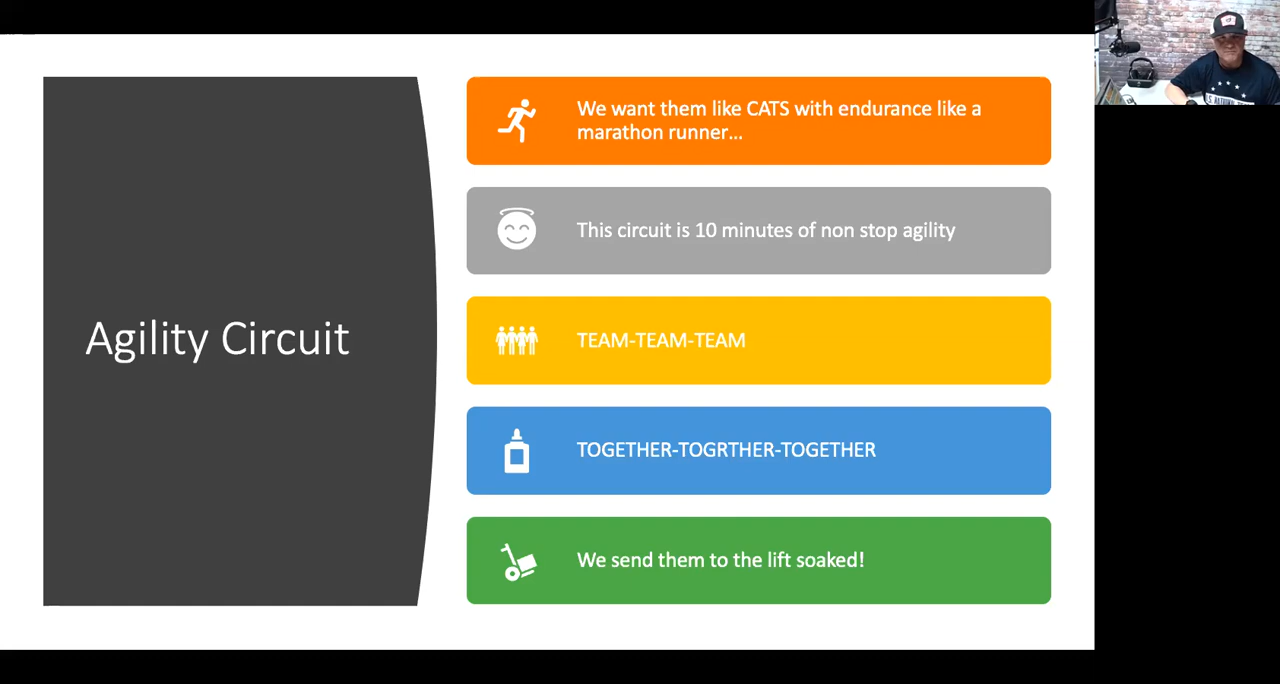 Agility Circuit
We want them like CATS with endurance like a
marathon runner...
This circuit is 10 minutes of non stop agility
TEAM-TEAM-TEAM
TOGETHER-TOGRTHER-TOGETHER
We send them to the lift soaked!